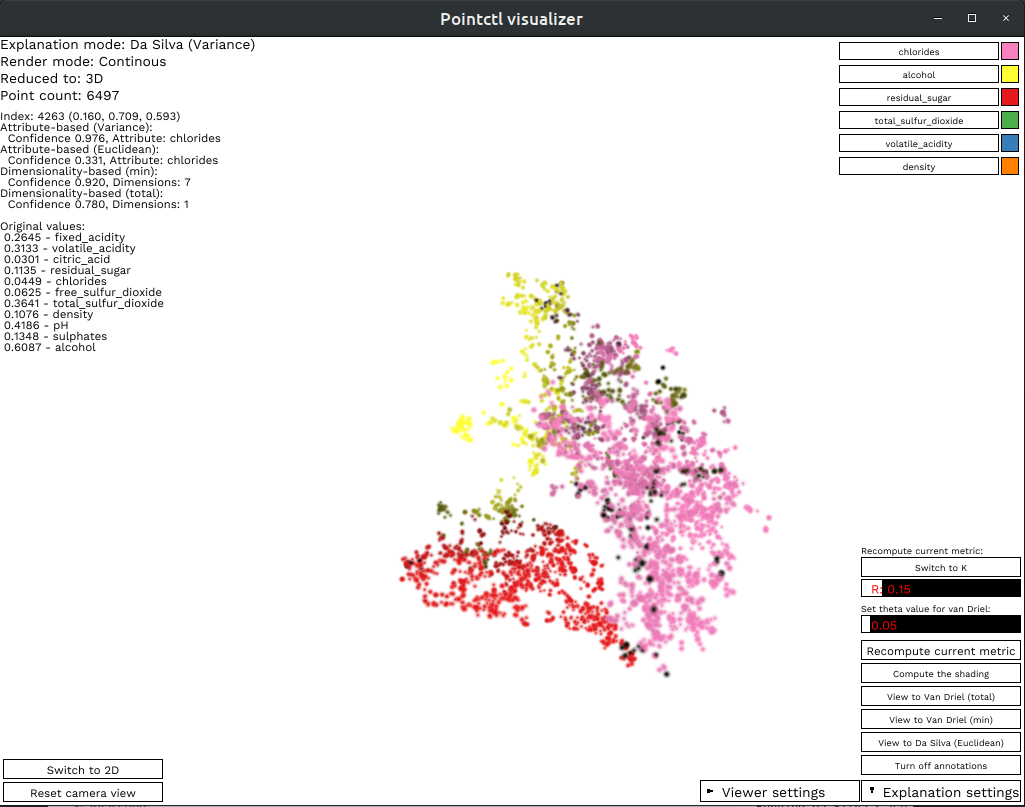 Pointctl visualizer
Explanation mode: Da Silva (Variance)
Render mode: Continous
Reduced to: 3D
Point count: 6497
Index: 4263 (0.160, 0.709, 0.593)
Attribute-based (Variance):
Confidence 0.976, Attribute: chlorides
Attribute-based (Euclidean):
Confidence 0.331, Attribute: chlorides
Dimensionality-based (min):
Confidence 0.920, Dimensions: 7
Dimensionality-based (total):
Confidence 0.780, Dimensions: 1
Original values:
0.2645 - fixed_acidity
0.3133 - volatile_acidity
0.0301 - citric_acid
0.1135 - residual_sugar
0.0449 - chlorides
0.0625 - free_sulfur_dioxide
0.3641 - total_sulfur_dioxide
0.1076 - density
0.4186 - pH
0.1348 - sulphates
0.6087 - alcohol
chlorides
alcohol
residual_sugar
total_sulfur_dioxide
volatile_acidity
density
Recompute current metric:
Switch to K
R: 0.15
Set theta value for van Driel:
0.05
Recompute current metric
Compute the shading
View to Van Driel (total)
View to Van Driel (min)
View to Da Silva (Euclidean)
Turn off annotations
Switch to 2D
Reset camera view
Viewer settings
Explanation settings